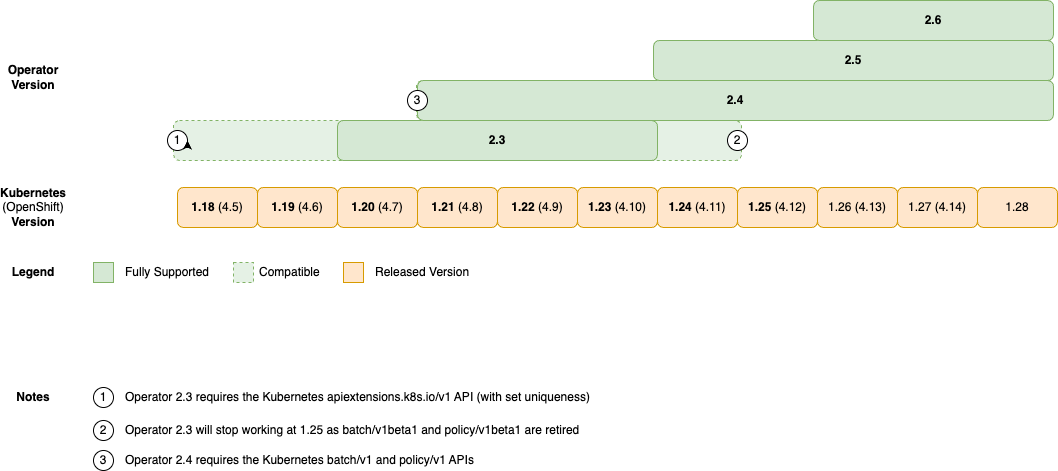 2.6
2.5
Operator
Version
3
2.4
1
2.3
2
Kubernetes
(OpenShift)
Version
1.18 (4.5)
1.19 (4.6)
1.20 (4.7)
1.21 (4.8)
1.22 (4.9)
1.23 (4.10)
1.24 (4.11)
1.25 (4.12)
1.26 (4.13)
1.27 (4.14)
1.28
Legend
Fully Supported
Compatible
Released Version
Notes
1 Operator 2.3 requires the Kubernetes apiextensions.k8s.io/v1 API (with set uniqueness)
2 Operator 2.3 will stop working at 1.25 as batch/v1beta1 and policy/v1beta1 are retired
3 Operator 2.4 requires the Kubernetes batch/v1 and policy/v1 APIs